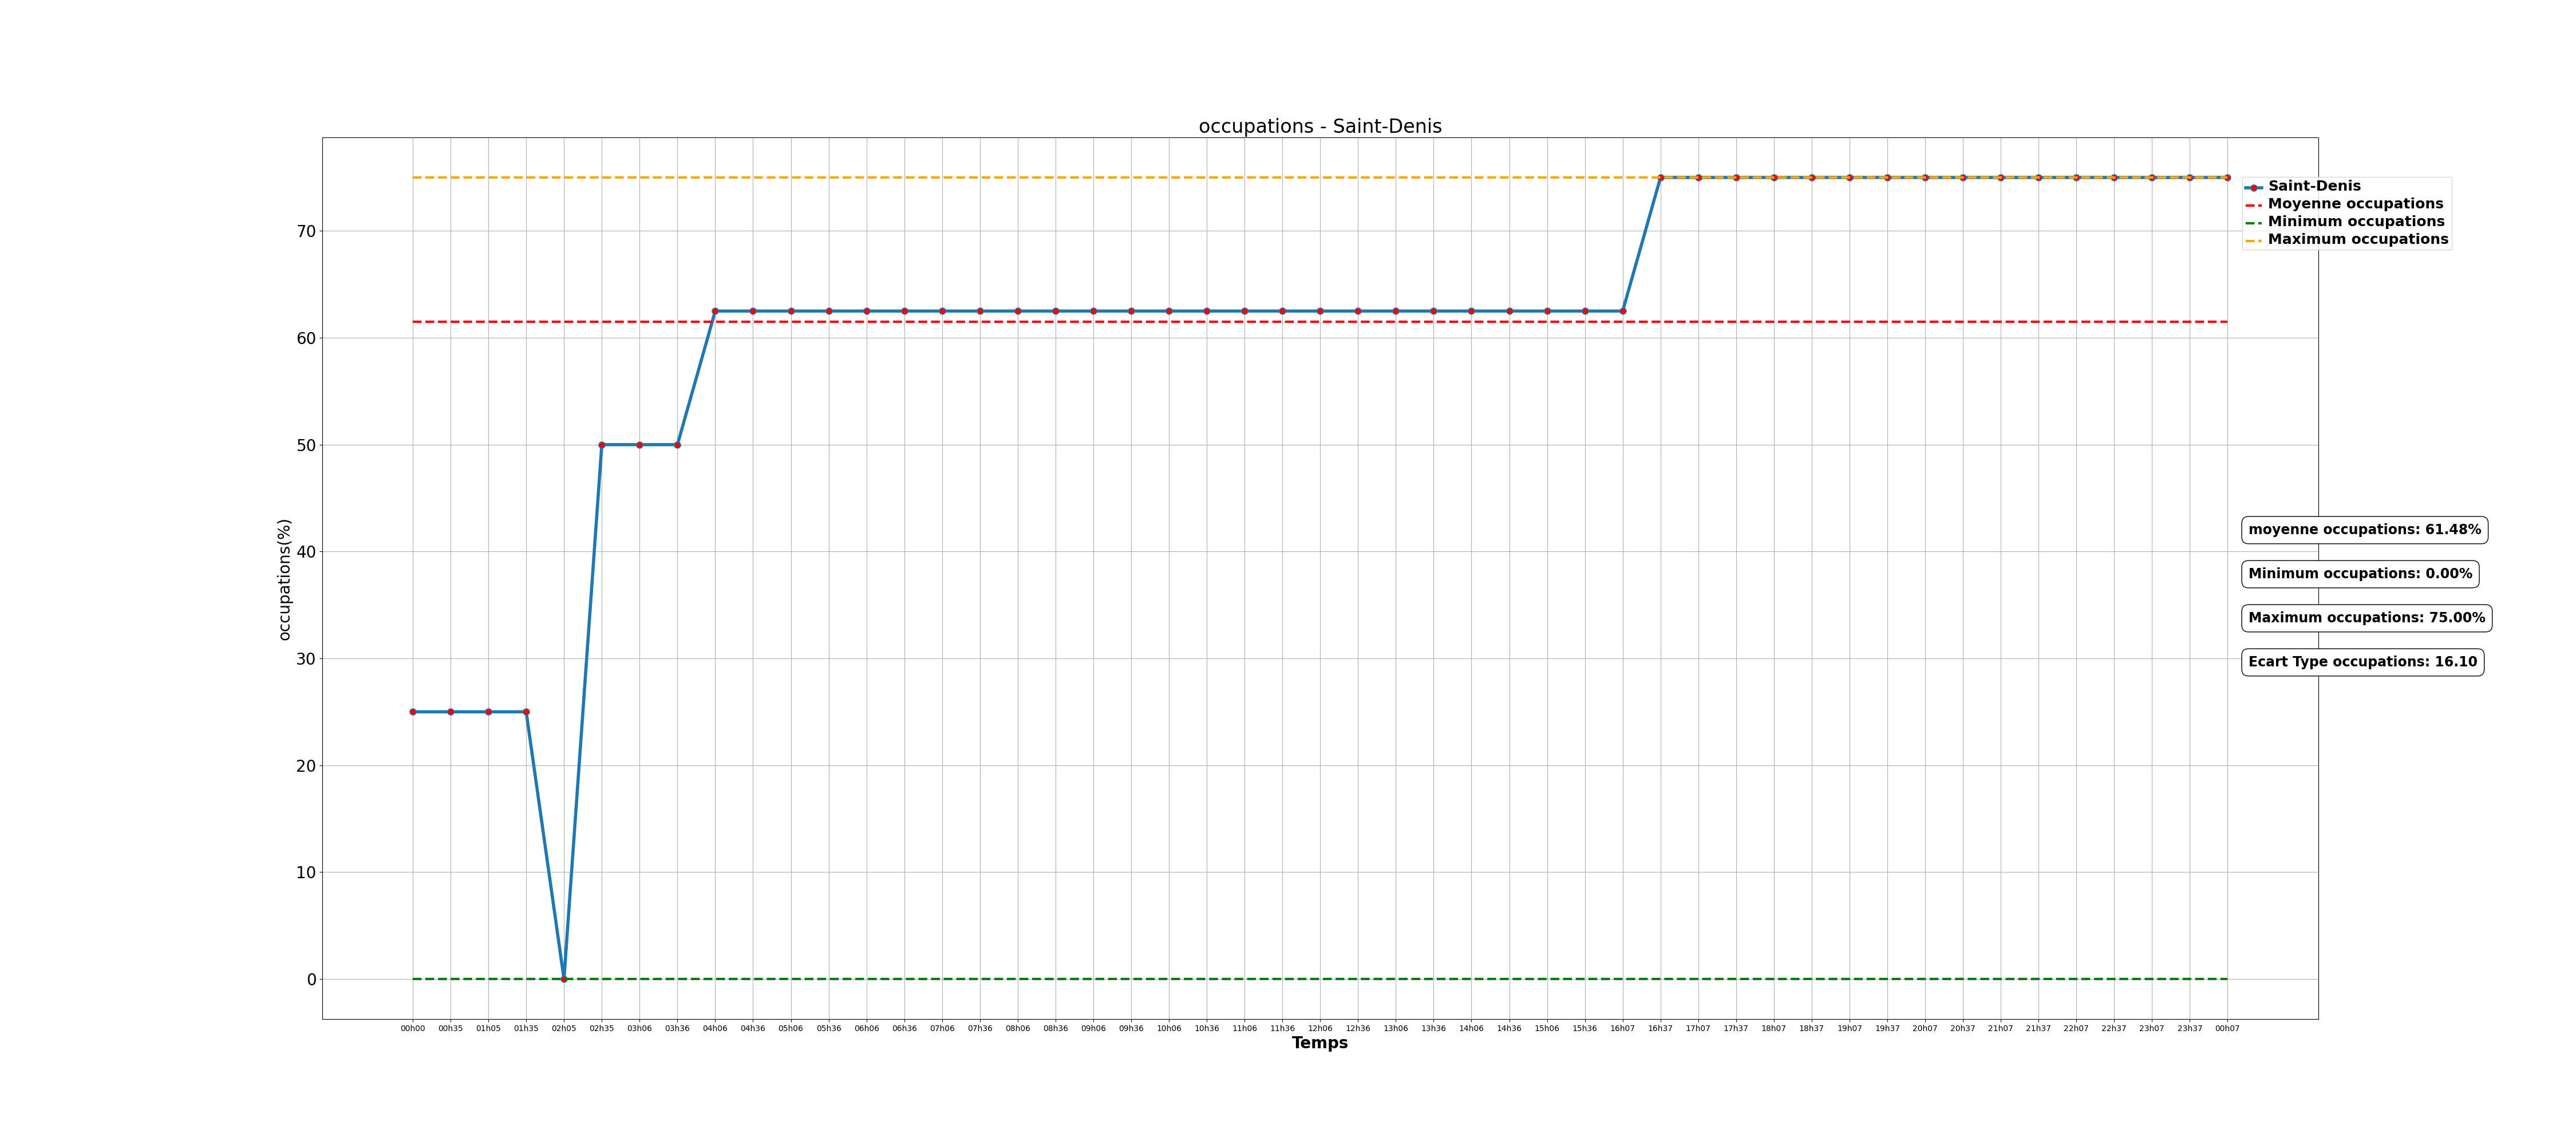 occupations - Saint-Denis
Saint-Denis
Moyenne occupations
Minimum occupations
Maximum occupations
70
60
50
40
30
20
10
0
occupations(%)
moyenne occupations: 61.48%
Minimum occupations: 0.00%
Maximum occupations: 75.00%
Ecart Type occupations: 16.10
00h00 00h35 01h05 01h35 02h05 02h35 03h06 03h36 04h06 04h36 05h06 05h36 06h06 06h36 07h06 07h36 08h06 08h36 09h06 09h36 10h06 10h36 11h06 11h36 12h06 12h36 13h06 13h36 14h06 14h36 15h06 15h36 16h07 16h37 17h07 17h37 18h07 18h37 19h07 19h37 20h07 20h37 21h07 21h37 22h07 22h37 23h07 23h37 00h07
Temps